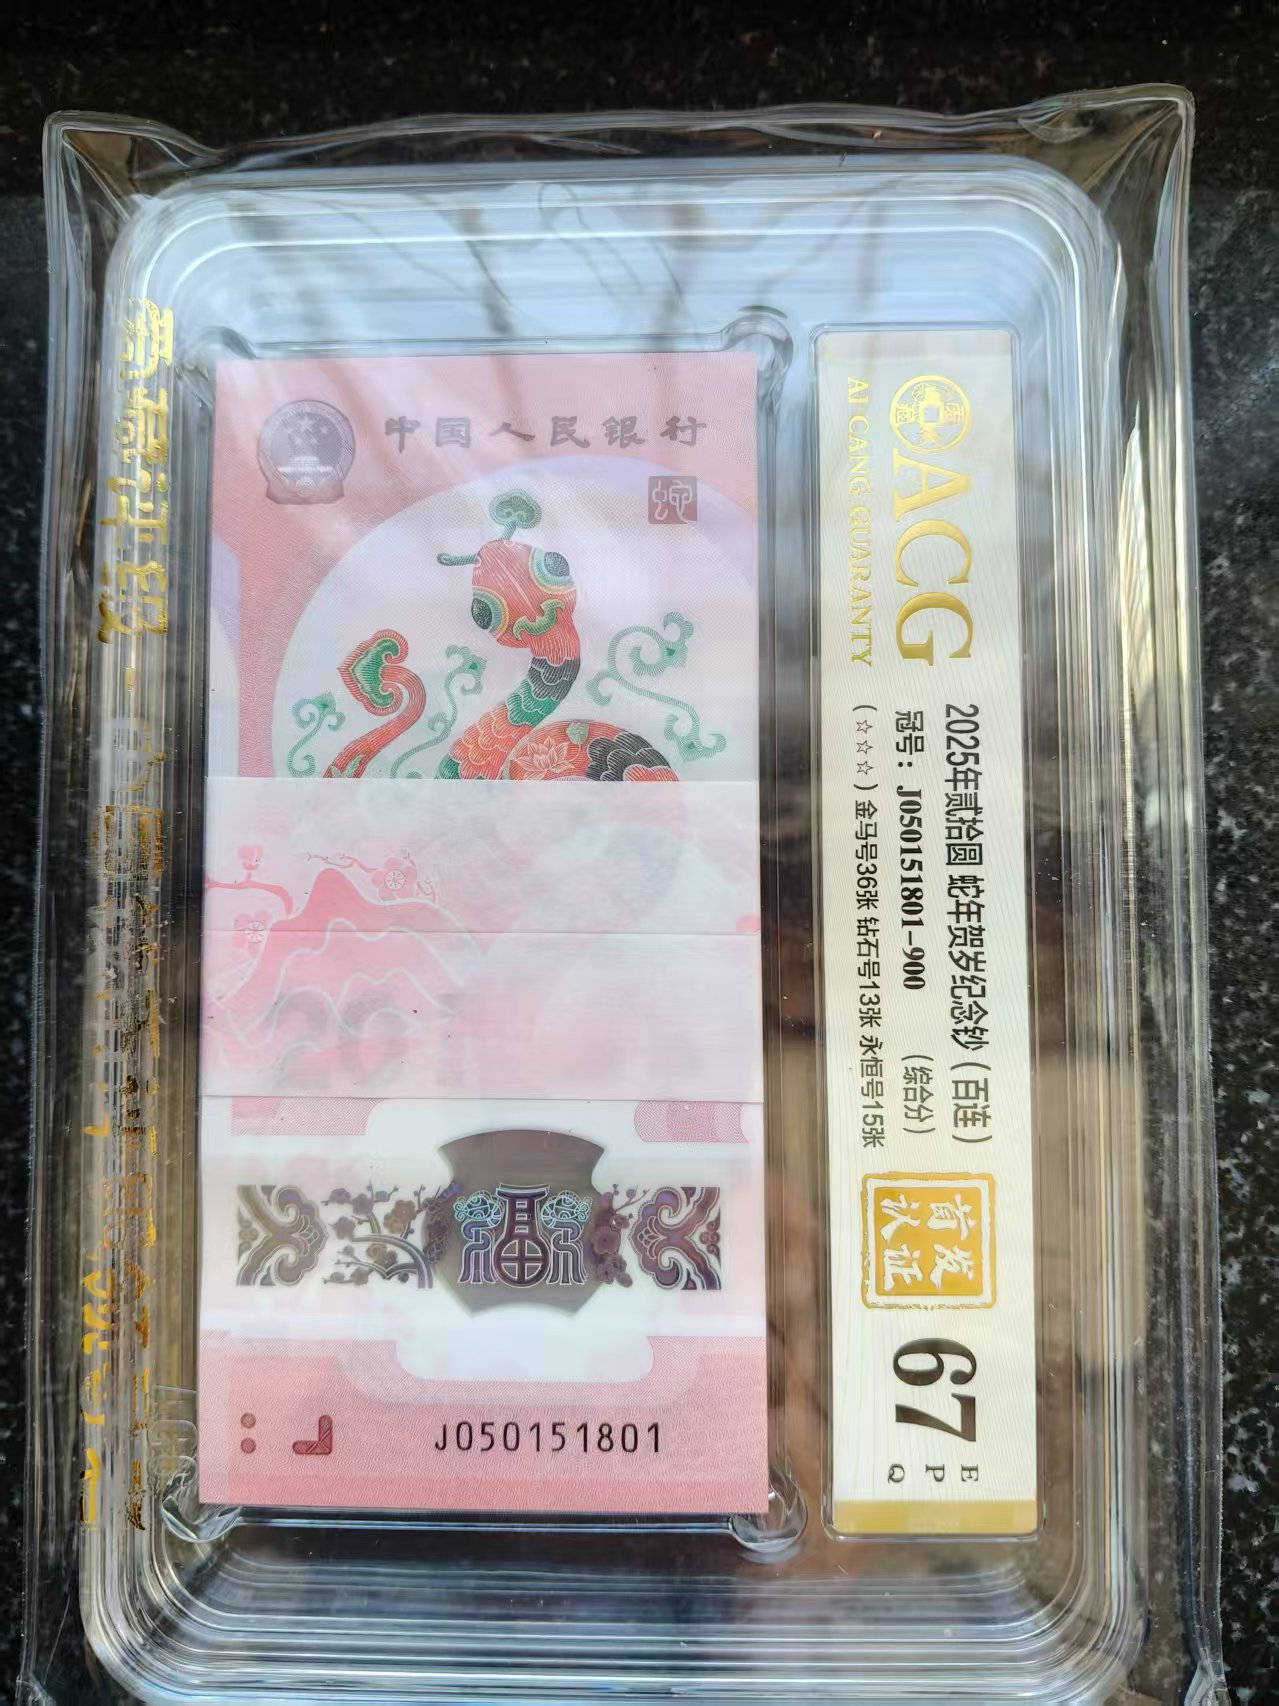 中国人民银行
蛇
福
J050151801
ACG
AI CANG GUARANTY
2025年贰拾圆 蛇年贺岁纪念钞（百连）
冠号：J050151801-900 （综合分）
（☆☆☆）金马号36张 钻石号13张 永恒号15张
首发
认证
67
E
P
Q